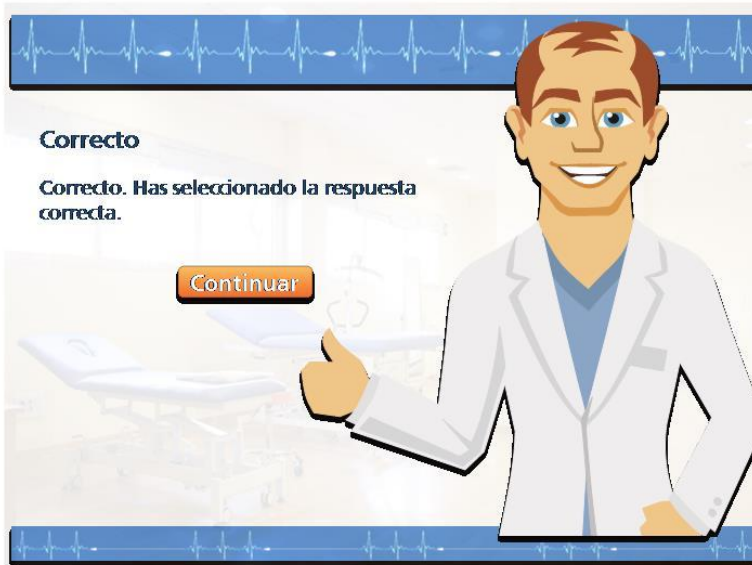 Correcto
Correcto. Has seleccionado la respuesta
correcta.
Continuar